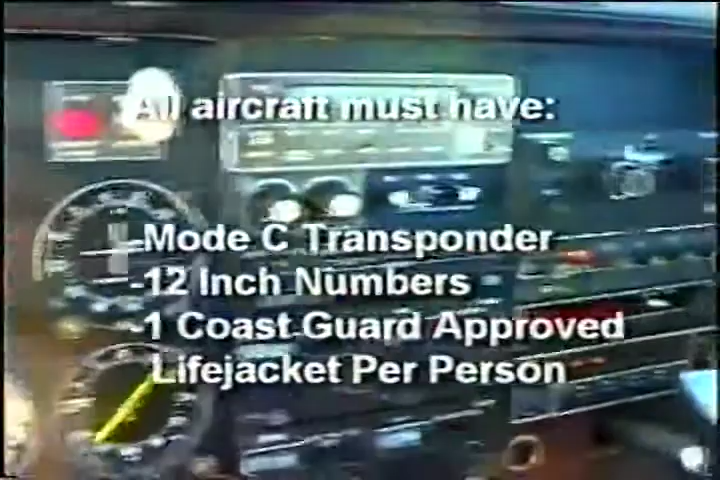 All aircraft must have:
-Mode C Transponder
-12 Inch Numbers
-1 Coast Guard Approved
Lifejacket Per Person